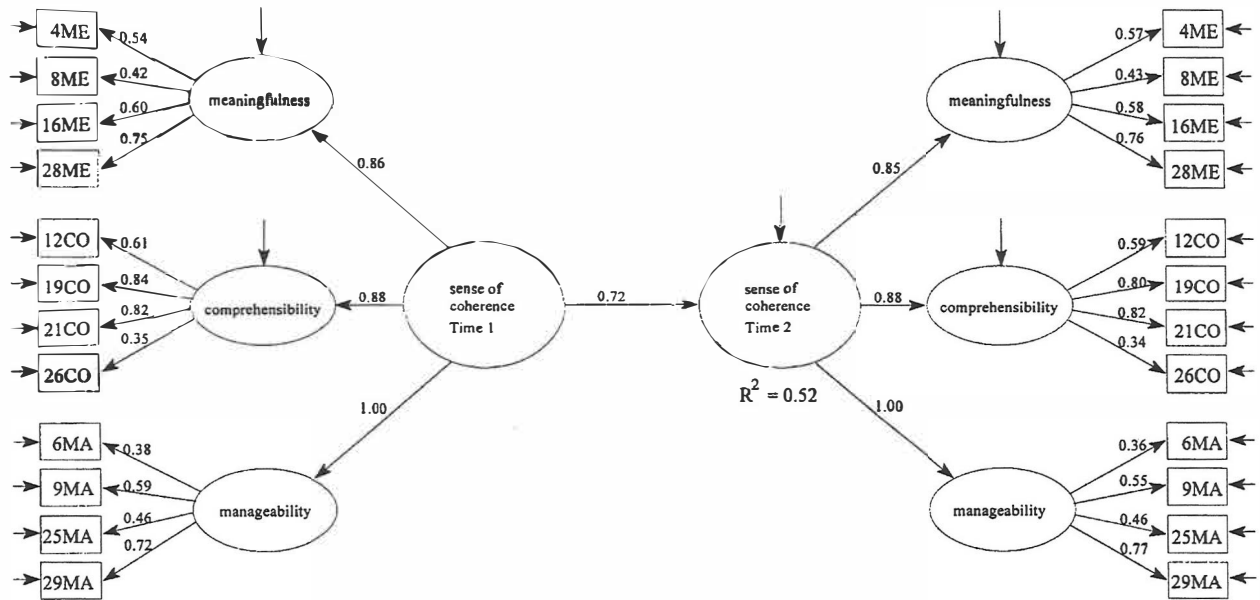 4ME
0.54
8ME
0.42
16ME
0.60
28ME
0.75
meaningfulness
0.86
12CO
0.61
19CO
0.84
21CO
0.82
26CO
0.35
comprehensibility
0.88
sense of
coherence
Time 1
1.00
6MA
0.38
9MA
0.59
25MA
0.46
29MA
0.72
manageability
0.72
sense of
coherence
Time 2
R² = 0.52
0.85
meaningfulness
0.57
4ME
0.43
8ME
0.58
16ME
0.76
28ME
0.88
comprehensibility
0.59
12CO
0.80
19CO
0.82
21CO
0.34
26CO
1.00
manageability
0.36
6MA
0.55
9MA
0.46
25MA
0.77
29MA